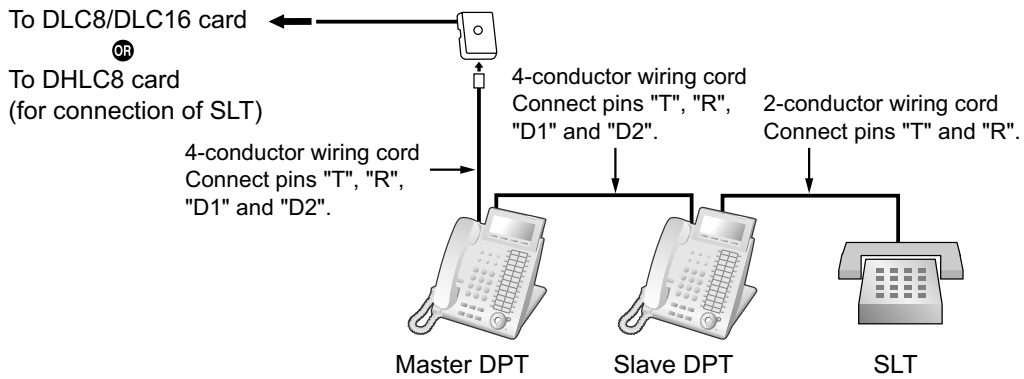 To DLC8/DLC16 card
OR
To DHLC8 card
(for connection of SLT)
4-conductor wiring cord
Connect pins "T", "R",
"D1" and "D2".
4-conductor wiring cord
Connect pins "T", "R",
"D1" and "D2".
2-conductor wiring cord
Connect pins "T" and "R".
Master DPT
Slave DPT
SLT